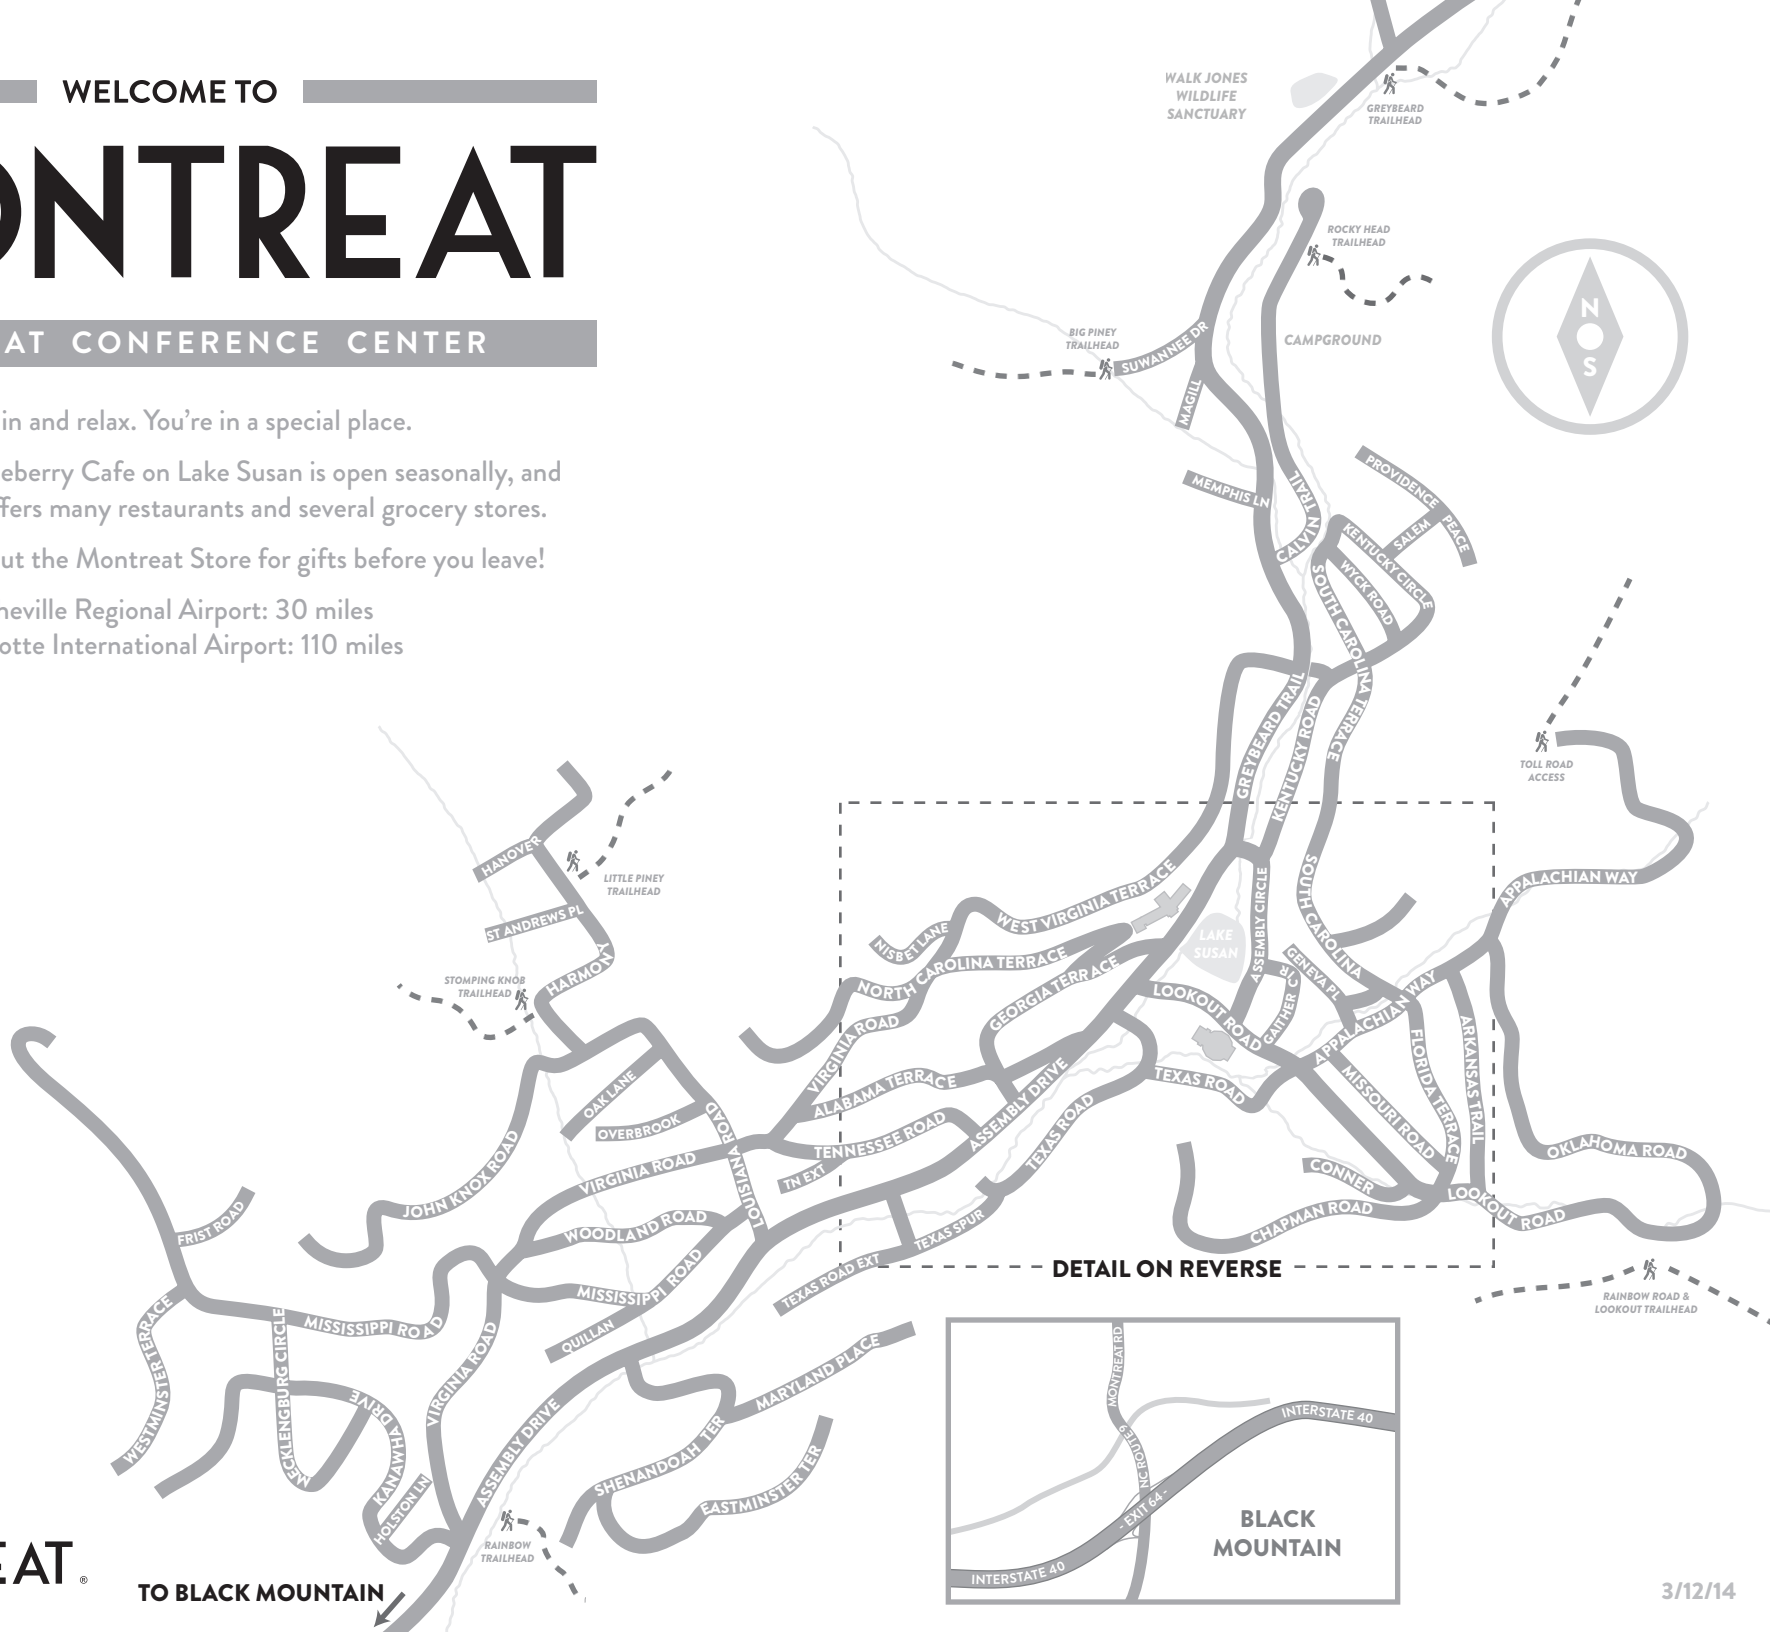 WELCOME TO
ONTREAT
AT CONFERENCE CENTER
in and relax. You're in a special place.
eberry Cafe on Lake Susan is open seasonally, and
ffers many restaurants and several grocery stores.
ut the Montreat Store for gifts before you leave!
heville Regional Airport: 30 miles
otte International Airport: 110 miles
WALK JONES
WILDLIFE
SANCTUARY
GREYBEARD
TRAILHEAD
ROCKY HEAD
TRAILHEAD
N
S
BIG PINEY
TRAILHEAD
SUWANNEE DR
CAMPGROUND
MAGILL
MEMPHIS LN
CALVIN TRAIL
PROVIDENCE
PEACE
SALEM
KENTUCKY CIRCLE
WYCK ROAD
SOUTH CAROLINA TERRACE
GREYBEARD TRAIL
KENTUCKY ROAD
TOLL ROAD
ACCESS
HANOVER
LITTLE PINEY
TRAILHEAD
ST ANDREWS PL
HARMONY
STOMPING KNOB
TRAILHEAD
APPALACHIAN WAY
WEST VIRGINIA TERRACE
NISBET LANE
NORTH CAROLINA TERRACE
GEORGIA TERRACE
LAKE
SUSAN
ASSEMBLY CIRCLE
SOUTH CAROLINA
GENEVA PL
GAITHER CIR
LOOKOUT ROAD
APPALACHIAN WAY
VIRGINIA ROAD
ALABAMA TERRACE
TENNESSEE ROAD
TN EXT
ASSEMBLY DRIVE
TEXAS ROAD
TEXAS ROAD
MISSOURI ROAD
FLORIDA TERRACE
ARKANSAS TRAIL
OKLAHOMA ROAD
CONNER
CHAPMAN ROAD
LOOKOUT ROAD
OAK LANE
OVERBROOK
LOUISIANA ROAD
VIRGINIA ROAD
JOHN KNOX ROAD
WOODLAND ROAD
FRIST ROAD
TEXAS SPUR
TEXAS ROAD EXT
DETAIL ON REVERSE
RAINBOW ROAD &
LOOKOUT TRAILHEAD
MISSISSIPPI ROAD
QUILLAN
MISSISSIPPI ROAD
WESTMINSTER TERRACE
MECKLENGBURG CIRCLE
VIRGINIA ROAD
KANAWHA DRIVE
HOLSTON LN
ASSEMBLY DRIVE
MARYLAND PLACE
SHENANDOAH TER
EASTMINSTER TER
RAINBOW
TRAILHEAD
EAT®
TO BLACK MOUNTAIN
MONTREAT RD
NC ROUTE 9
INTERSTATE 40
- EXIT 64 -
INTERSTATE 40
BLACK
MOUNTAIN
3/12/14